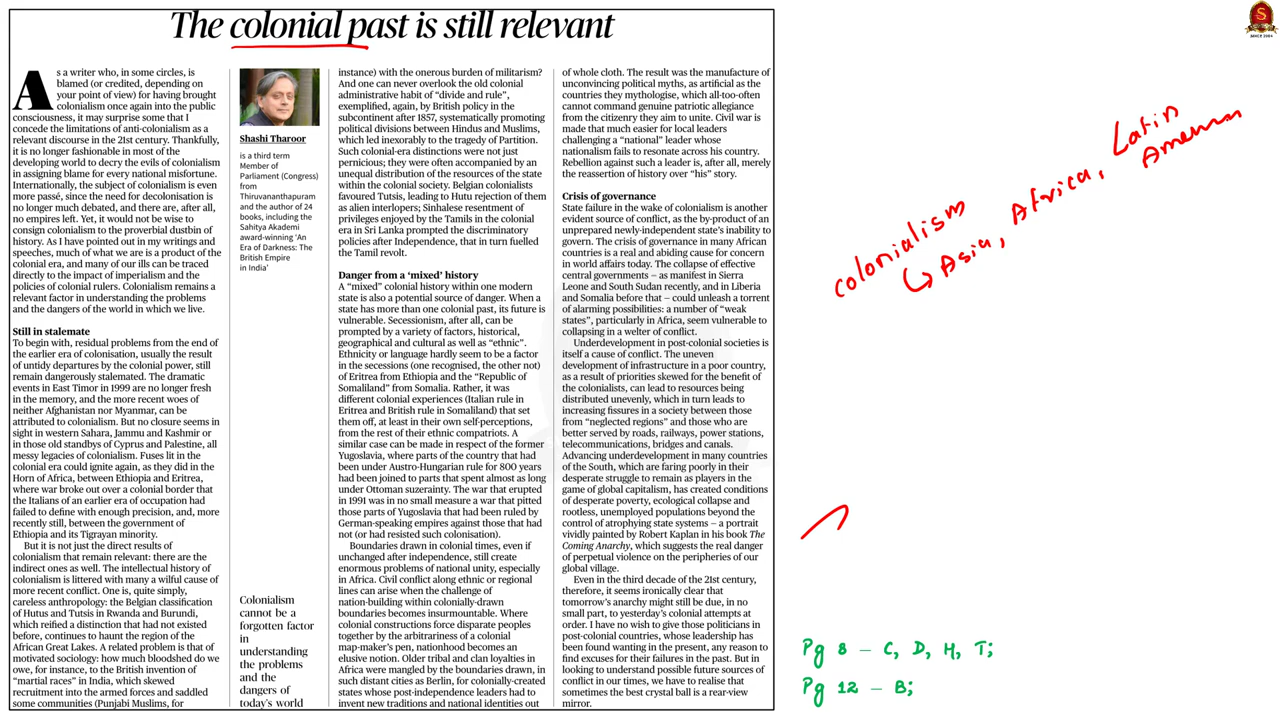 The colonial past is still relevant
As a writer who, in some circles, is
blamed (or credited, depending on
your point of view) for having brought
colonialism once again into the public
consciousness, it may surprise some that I
concede the limitations of anti-colonialism as a
relevant discourse in the 21st century. Thankfully,
it is no longer fashionable in most of the
developing world to decry the evils of colonialism
in assigning blame for every national misfortune.
Internationally, the subject of colonialism is even
more passé, since the need for decolonisation is
no longer much debated, and there are, after all,
no empires left. Yet, it would not be wise to
consign colonialism to the proverbial dustbin of
history. As I have pointed out in my writings and
speeches, much of what we are is a product of the
colonial era, and many of our ills can be traced
directly to the impact of imperialism and the
policies of colonial rulers. Colonialism remains a
relevant factor in understanding the problems
and the dangers of the world in which we live.
Still in stalemate
To begin with, residual problems from the end of
the earlier era of colonisation, usually the result
of untidy departures by the colonial power, still
remain dangerously stalemated. The dramatic
events in East Timor in 1999 are no longer fresh
in the memory, and the more recent woes of
neither Afghanistan nor Myanmar, can be
attributed to colonialism. But no closure seems in
sight in western Sahara, Jammu and Kashmir or
in those old standbys of Cyprus and Palestine, all
messy legacies of colonialism. Fuses lit in the
colonial era could ignite again, as they did in the
Horn of Africa, between Ethiopia and Eritrea,
where war broke out over a colonial border that
the Italians of an earlier era of occupation had
failed to define with enough precision, and, more
recently still, between the government of
Ethiopia and its Tigrayan minority.
But it is not just the direct results of
colonialism that remain relevant: there are the
indirect ones as well. The intellectual history of
colonialism is littered with many a wilful cause of
more recent conflict. One is, quite simply,
careless anthropology: the Belgian classification
of Hutus and Tutsis in Rwanda and Burundi,
which reified a distinction that had not existed
before, continues to haunt the region of the
African Great Lakes. A related problem is that of
motivated sociology: how much bloodshed do we
owe, for instance, to the British invention of
"martial races" in India, which skewed
recruitment into the armed forces and saddled
some communities (Punjabi Muslims, for
Shashi Tharoor
is a third term
Member of
Parliament (Congress)
from
Thiruvananthapuram
and the author of 24
books, including the
Sahitya Akademi
award-winning 'An
Era of Darkness: The
British Empire
in India'
Colonialism
cannot be a
forgotten factor
in
understanding
the problems
and the
dangers of
today's world
instance) with the onerous burden of militarism?
And one can never overlook the old colonial
administrative habit of "divide and rule",
exemplified, again, by British policy in the
subcontinent after 1857, systematically promoting
political divisions between Hindus and Muslims,
which led inexorably to the tragedy of Partition.
Such colonial-era distinctions were not just
pernicious; they were often accompanied by an
unequal distribution of the resources of the state
within the colonial society. Belgian colonialists
favoured Tutsis, leading to Hutu rejection of them
as alien interlopers; Sinhalese resentment of
privileges enjoyed by the Tamils in the colonial
era in Sri Lanka prompted the discriminatory
policies after Independence, that in turn fuelled
the Tamil revolt.
Danger from a 'mixed' history
A "mixed" colonial history within one modern
state is also a potential source of danger. When a
state has more than one colonial past, its future is
vulnerable. Secessionism, after all, can be
prompted by a variety of factors, historical,
geographical and cultural as well as "ethnic".
Ethnicity or language hardly seem to be a factor
in the secessions (one recognised, the other not)
of Eritrea from Ethiopia and the "Republic of
Somaliland" from Somalia. Rather, it was
different colonial experiences (Italian rule in
Eritrea and British rule in Somaliland) that set
them off, at least in their own self-perceptions,
from the rest of their ethnic compatriots. A
similar case can be made in respect of the former
Yugoslavia, where parts of the country that had
been under Austro-Hungarian rule for 800 years
had been joined to parts that spent almost as long
under Ottoman suzerainty. The war that erupted
in 1991 was in no small measure a war that pitted
those parts of Yugoslavia that had been ruled by
German-speaking empires against those that had
not (or had resisted such colonisation).
Boundaries drawn in colonial times, even if
unchanged after independence, still create
enormous problems of national unity, especially
in Africa. Civil conflict along ethnic or regional
lines can arise when the challenge of
nation-building within colonially-drawn
boundaries becomes insurmountable. Where
colonial constructions force disparate peoples
together by the arbitrariness of a colonial
map-maker's pen, nationhood becomes an
elusive notion. Older tribal and clan loyalties in
Africa were mangled by the boundaries drawn, in
such distant cities as Berlin, for colonially-created
states whose post-independence leaders had to
invent new traditions and national identities out
of whole cloth. The result was the manufacture of
unconvincing political myths, as artificial as the
countries they mythologise, which all-too-often
cannot command genuine patriotic allegiance
from the citizenry they aim to unite. Civil war is
made that much easier for local leaders
challenging a "national" leader whose
nationalism fails to resonate across his country.
Rebellion against such a leader is, after all, merely
the reassertion of history over "his" story.
Crisis of governance
State failure in the wake of colonialism is another
evident source of conflict, as the by-product of an
unprepared newly-independent state's inability to
govern. The crisis of governance in many African
countries is a real and abiding cause for concern
in world affairs today. The collapse of effective
central governments – as manifest in Sierra
Leone and South Sudan recently, and in Liberia
and Somalia before that – could unleash a torrent
of alarming possibilities: a number of "weak
states", particularly in Africa, seem vulnerable to
collapsing in a welter of conflict.
Underdevelopment in post-colonial societies is
itself a cause of conflict. The uneven
development of infrastructure in a poor country,
as a result of priorities skewed for the benefit of
the colonialists, can lead to resources being
distributed unevenly, which in turn leads to
increasing fissures in a society between those
from "neglected regions" and those who are
better served by roads, railways, power stations,
telecommunications, bridges and canals.
Advancing underdevelopment in many countries
of the South, which are faring poorly in their
desperate struggle to remain as players in the
game of global capitalism, has created conditions
of desperate poverty, ecological collapse and
rootless, unemployed populations beyond the
control of atrophying state systems – a portrait
vividly painted by Robert Kaplan in his book The
Coming Anarchy, which suggests the real danger
of perpetual violence on the peripheries of our
global village.
Even in the third decade of the 21st century,
therefore, it seems ironically clear that
tomorrow's anarchy might still be due, in no
small part, to yesterday's colonial attempts at
order. I have no wish to give those politicians in
post-colonial countries, whose leadership has
been found wanting in the present, any reason to
find excuses for their failures in the past. But in
looking to understand possible future sources of
conflict in our times, we have to realise that
sometimes the best crystal ball is a rear-view
mirror.
colonialism
↳ Asia, Africa, Latin
America
Pg 8 – C, D, H, T;
Pg 12 – B;
S
SINCE 2004